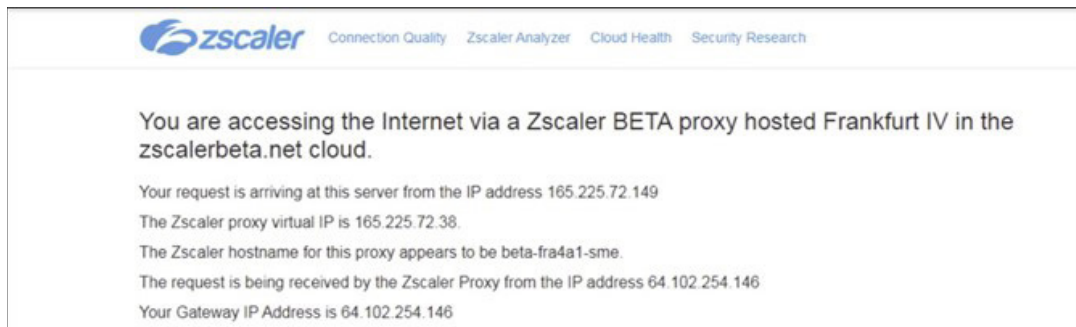 zscaler Connection Quality Zscaler Analyzer Cloud Health Security Research
You are accessing the Internet via a Zscaler BETA proxy hosted Frankfurt IV in the
zscalerbeta.net cloud.
Your request is arriving at this server from the IP address 165.225.72.149
The Zscaler proxy virtual IP is 165.225.72.38.
The Zscaler hostname for this proxy appears to be beta-fra4a1-sme.
The request is being received by the Zscaler Proxy from the IP address 64.102.254.146
Your Gateway IP Address is 64.102.254.146